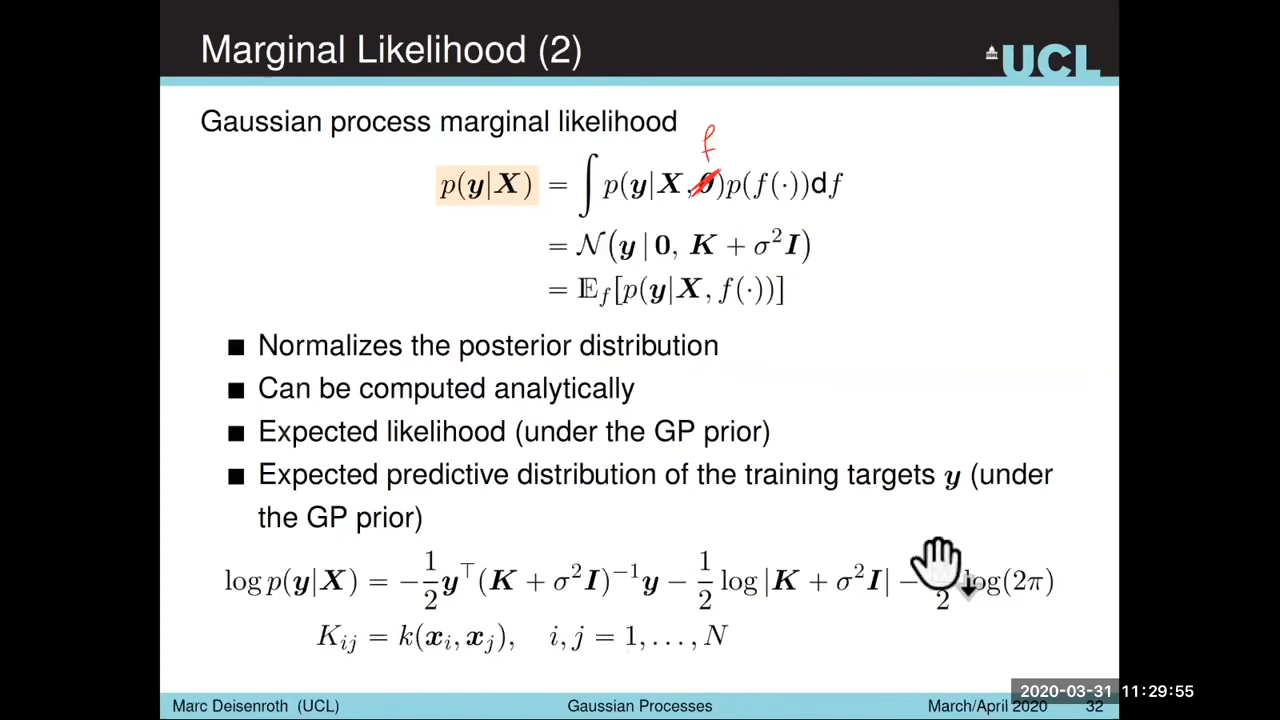 Marginal Likelihood (2)
UCL
Gaussian process marginal likelihood
f
p(y|X) = ∫ p(y|X, θ)p(f(·))df
= 𝒩(y | 0, K + σ²I)
= 𝔼_f[p(y|X, f(·))]
■ Normalizes the posterior distribution
■ Can be computed analytically
■ Expected likelihood (under the GP prior)
■ Expected predictive distribution of the training targets y (under
the GP prior)
log p(y|X) = −½y⊤(K + σ²I)⁻¹y − ½ log |K + σ²I| − /2 log(2π)
K_ij = k(x_i, x_j), i, j = 1, . . . , N
Marc Deisenroth (UCL) Gaussian Processes March/April 2020 32
2020-03-31 11:29:55